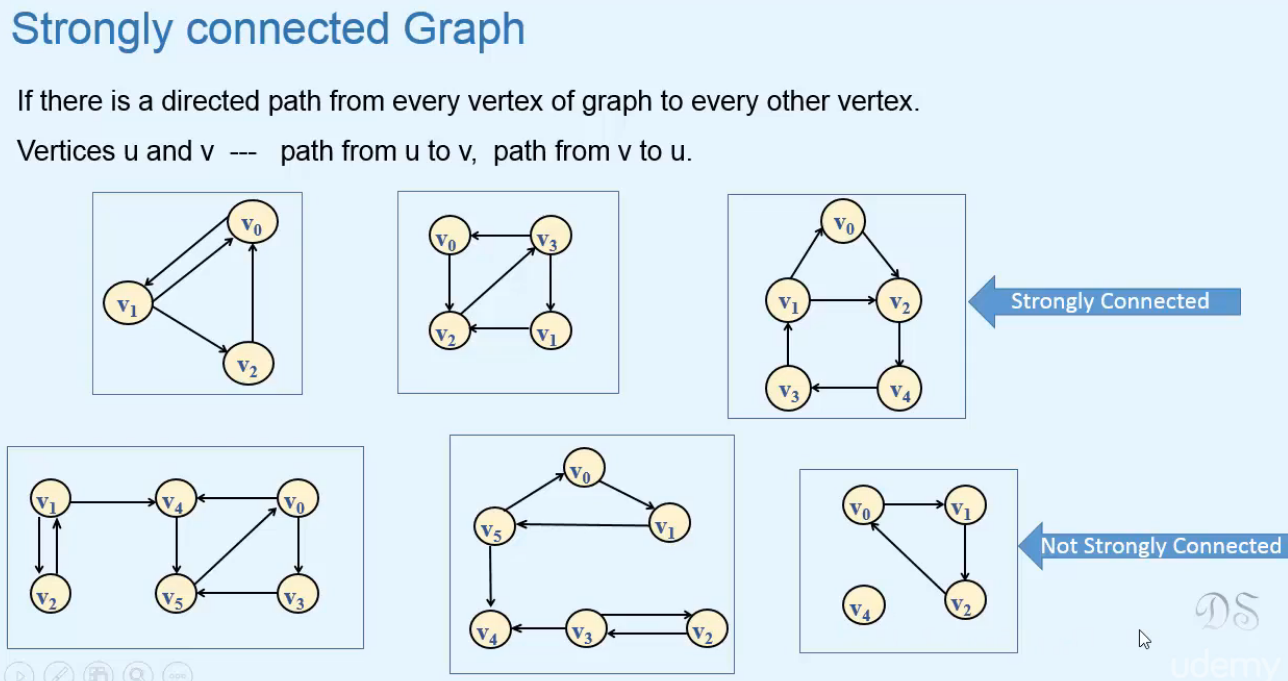 Strongly connected Graph
If there is a directed path from every vertex of graph to every other vertex.
Vertices u and v --- path from u to v, path from v to u.
v0
v1
v2
v0 v3
v2 v1
v0
v1 v2
v3 v4
Strongly Connected
v1 v4 v0
v2 v5 v3
v0
v5 v1
v4 v3 v2
v0 v1
v4 v2
Not Strongly Connected
DS
udemy